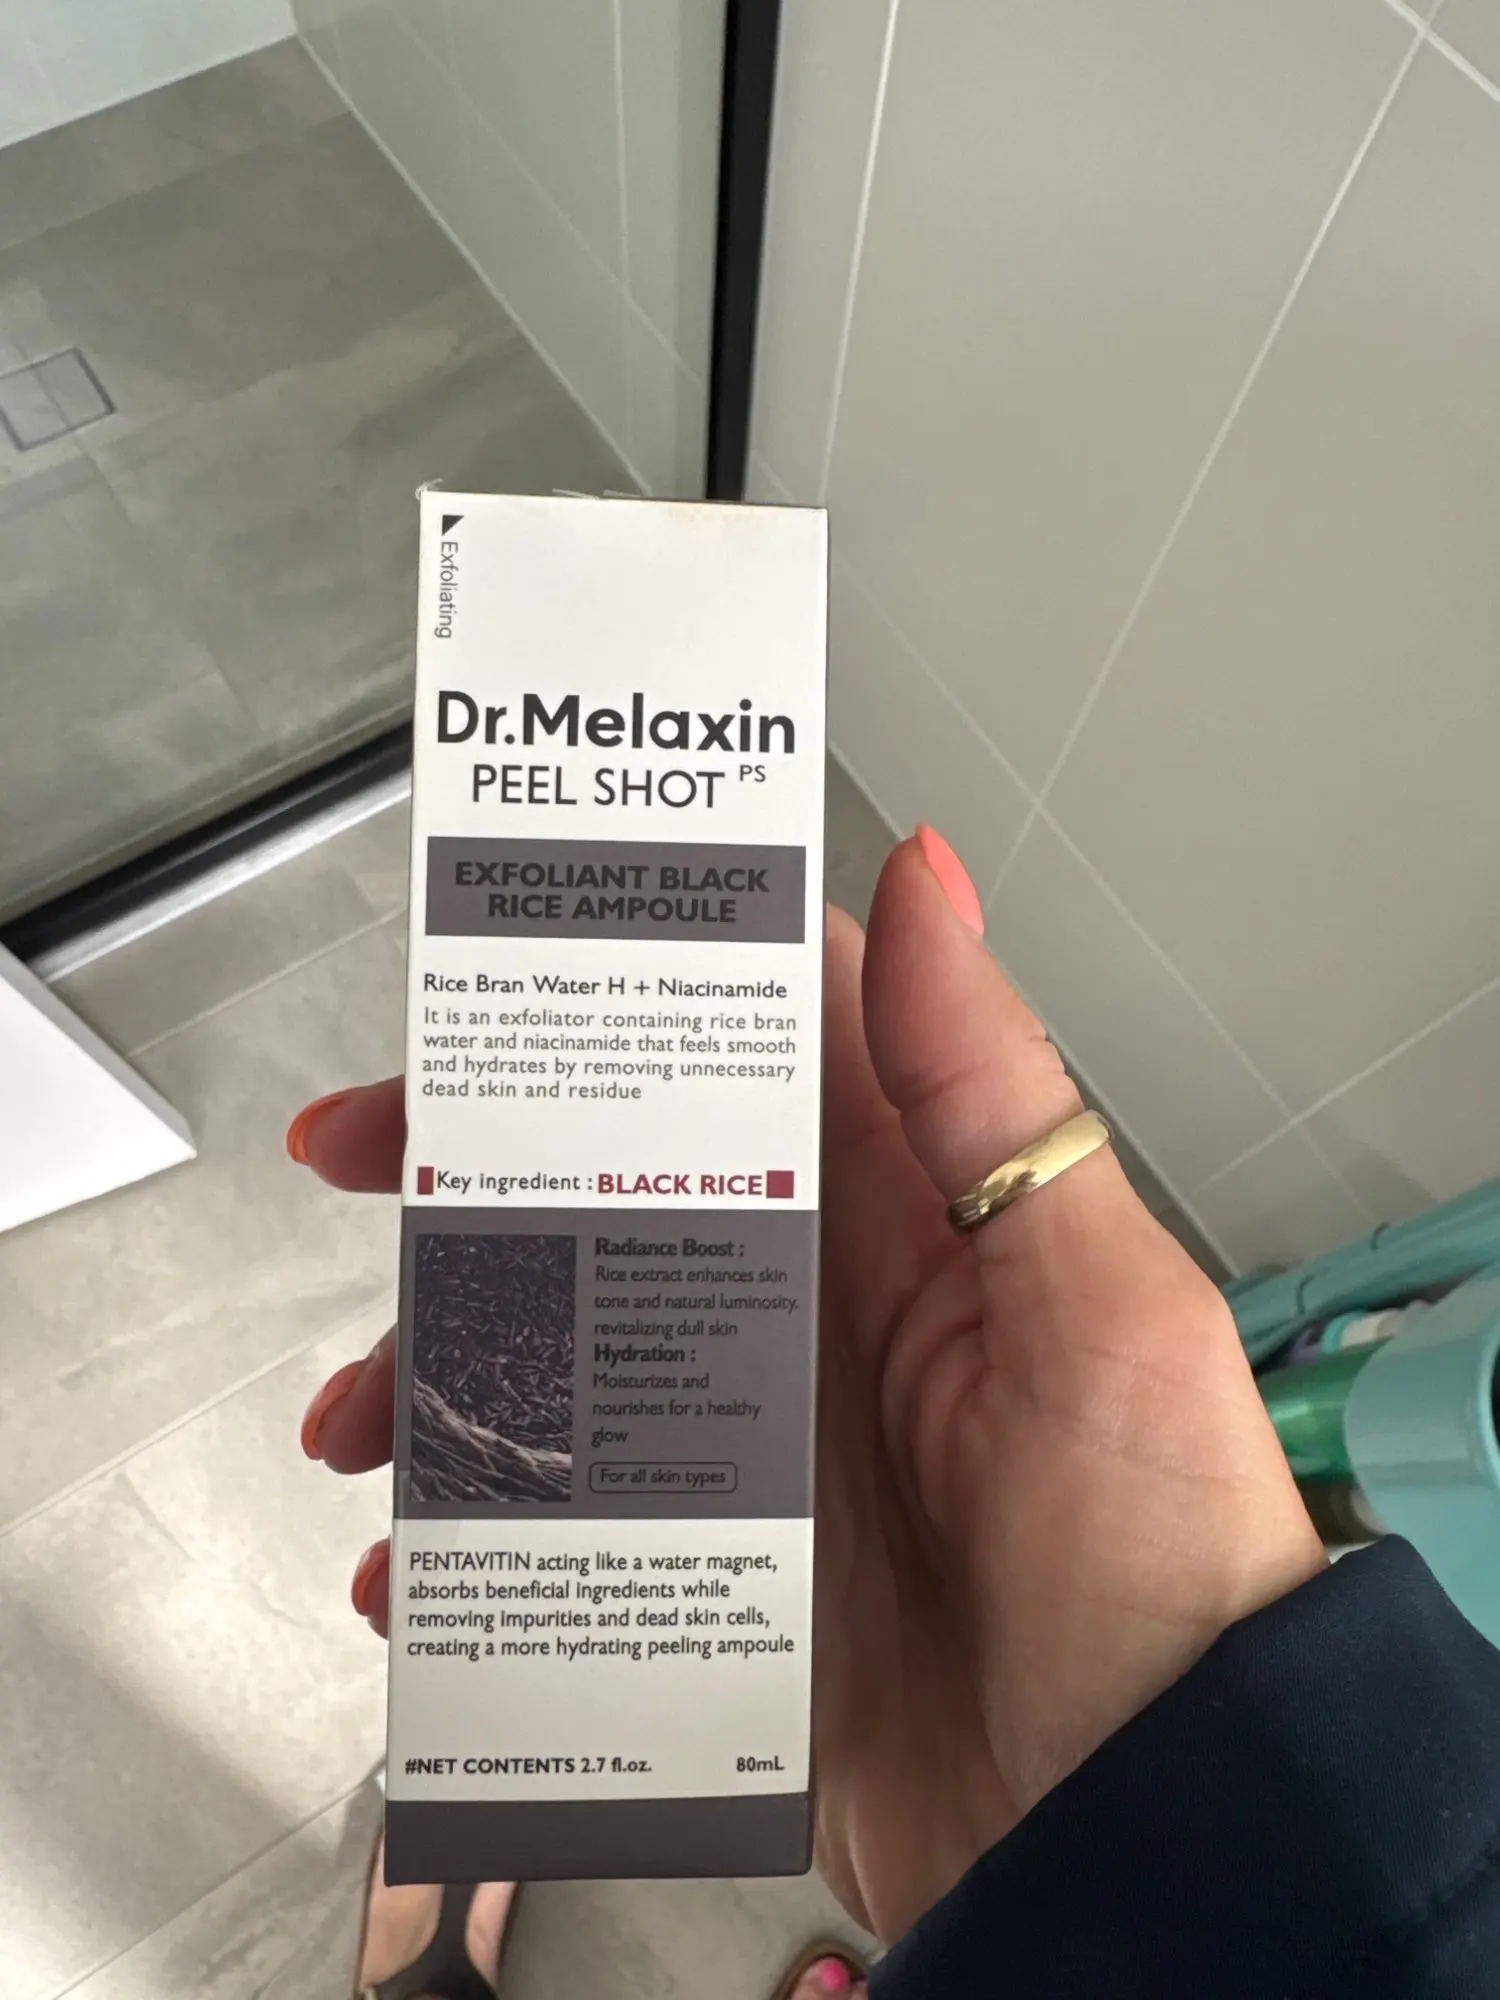 Exfoliating
Dr.Melaxin
PEEL SHOT PS
EXFOLIANT BLACK
RICE AMPOULE
Rice Bran Water H + Niacinamide
It is an exfoliator containing rice bran
water and niacinamide that feels smooth
and hydrates by removing unnecessary
dead skin and residue
Key ingredient : BLACK RICE
Radiance Boost :
Rice extract enhances skin
tone and natural luminosity,
revitalizing dull skin
Hydration :
Moisturizes and
nourishes for a healthy
glow
For all skin types
PENTAVITIN acting like a water magnet,
absorbs beneficial ingredients while
removing impurities and dead skin cells,
creating a more hydrating peeling ampoule
#NET CONTENTS 2.7 fl.oz. 80mL